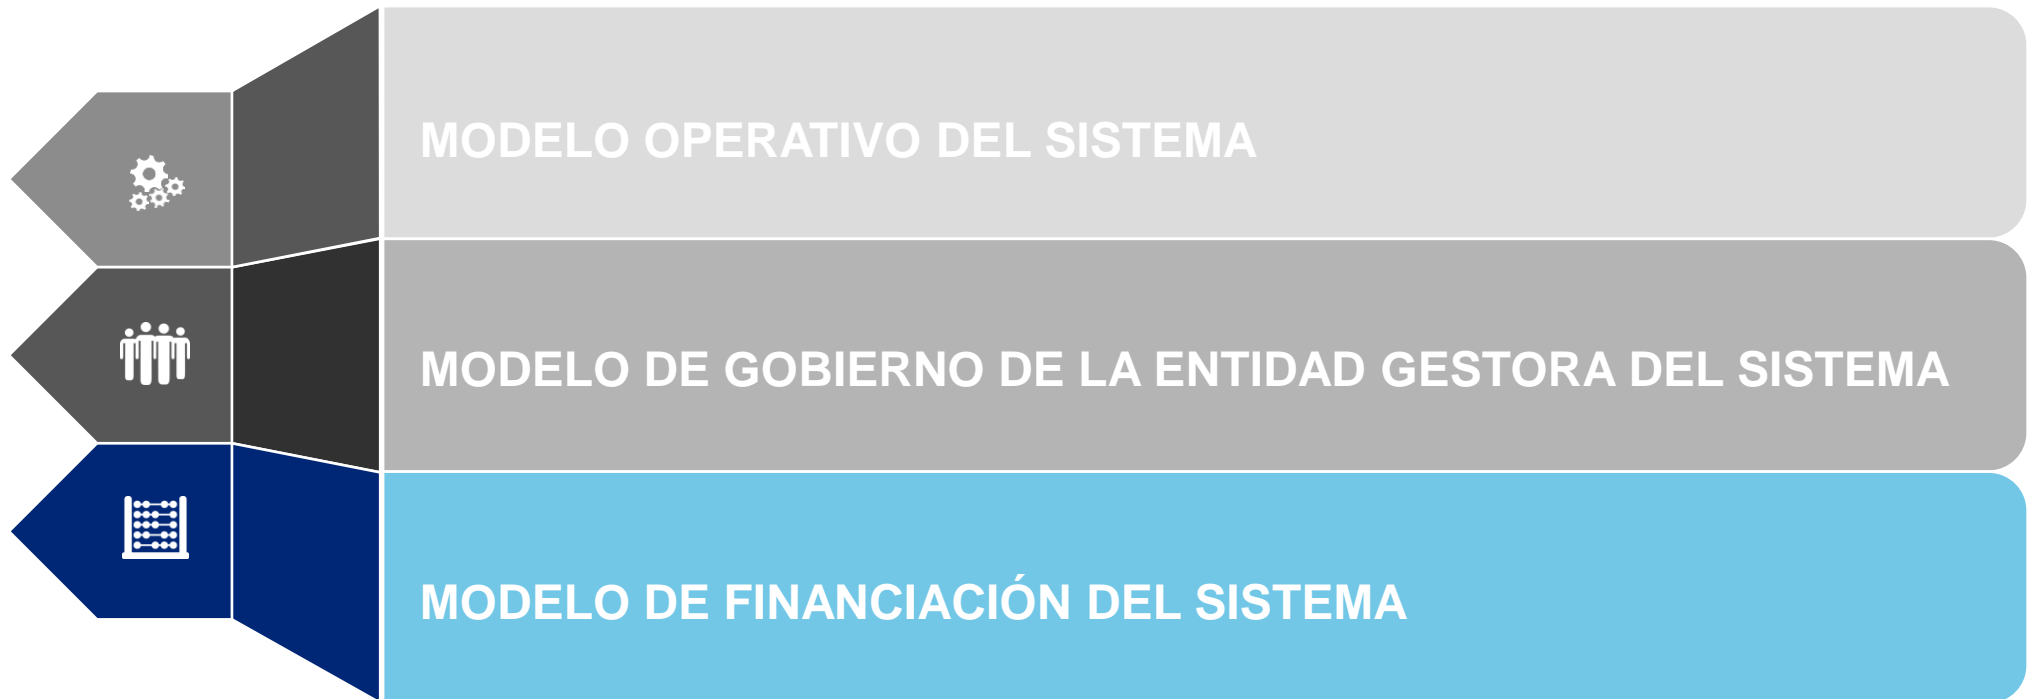 MODELO OPERATIVO DEL SISTEMA
MODELO DE GOBIERNO DE LA ENTIDAD GESTORA DEL SISTEMA
MODELO DE FINANCIACIÓN DEL SISTEMA